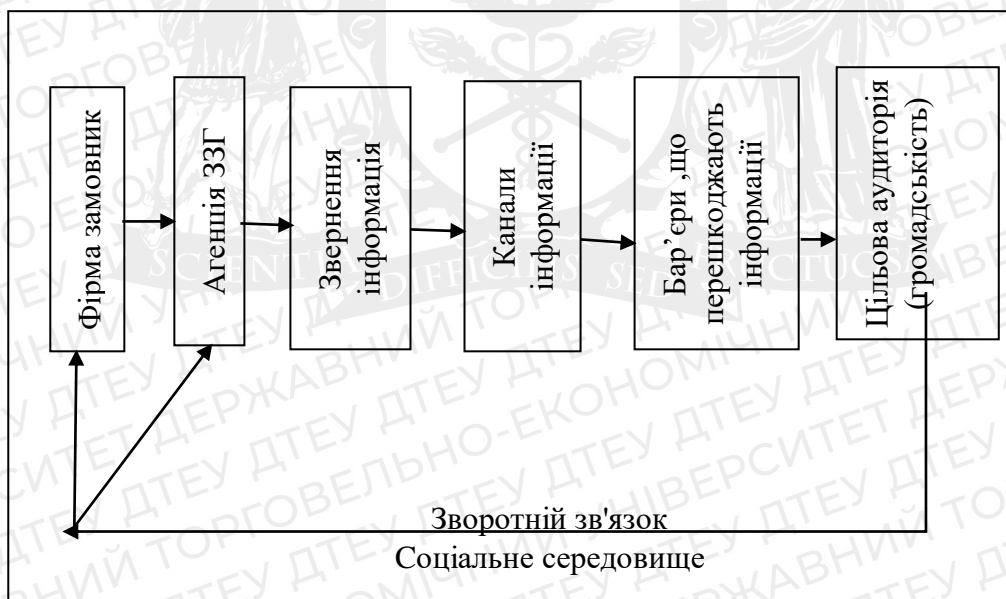 Фірма замовник
Агенція ЗЗГ
Звернення
інформація
Канали
інформації
Бар’єри ,що
перешкоджають
інформації
Цільова аудиторія
(громадськість)
Зворотній зв'язок
Соціальне середовище